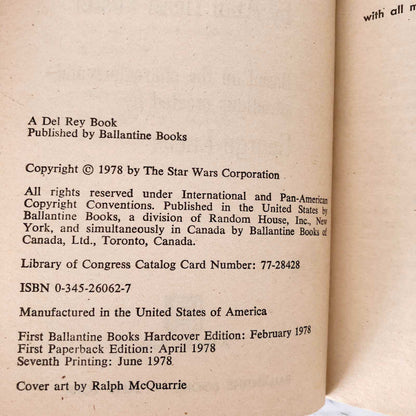 with all m
A Del Rey Book
Published by Ballantine Books
Copyright © 1978 by The Star Wars Corporation
All rights reserved under International and Pan-American
Copyright Conventions. Published in the United States by
Ballantine Books, a division of Random House, Inc., New
York, and simultaneously in Canada by Ballantine Books of
Canada, Ltd., Toronto, Canada.
Library of Congress Catalog Card Number: 77-28428
ISBN 0-345-26062-7
Manufactured in the United States of America
First Ballantine Books Hardcover Edition: February 1978
First Paperback Edition: April 1978
Seventh Printing: June 1978
Cover art by Ralph McQuarrie